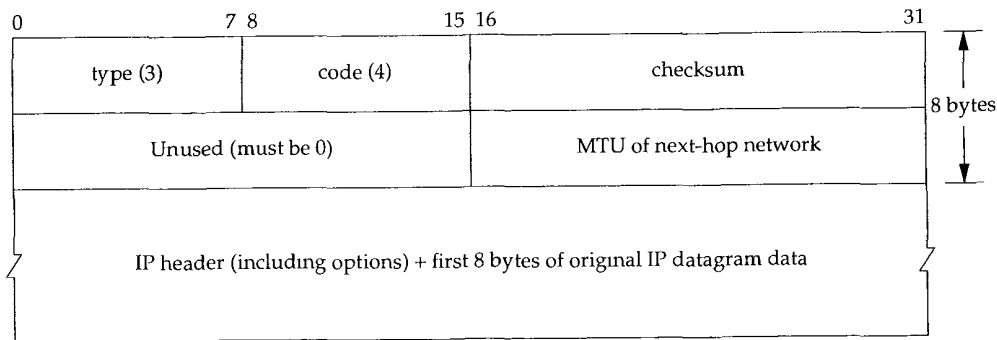 0 7 8 15 16 31
type (3) code (4) checksum
8 bytes
Unused (must be 0) MTU of next-hop network
IP header (including options) + first 8 bytes of original IP datagram data